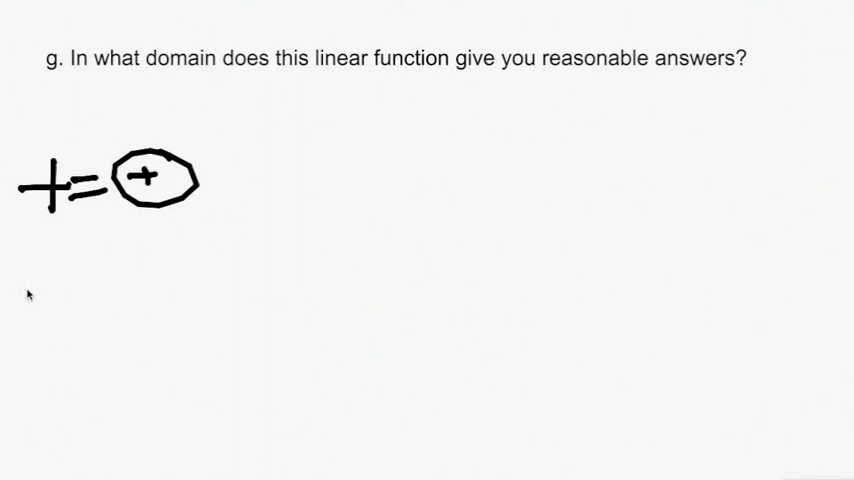 g. In what domain does this linear function give you reasonable answers?
+=+